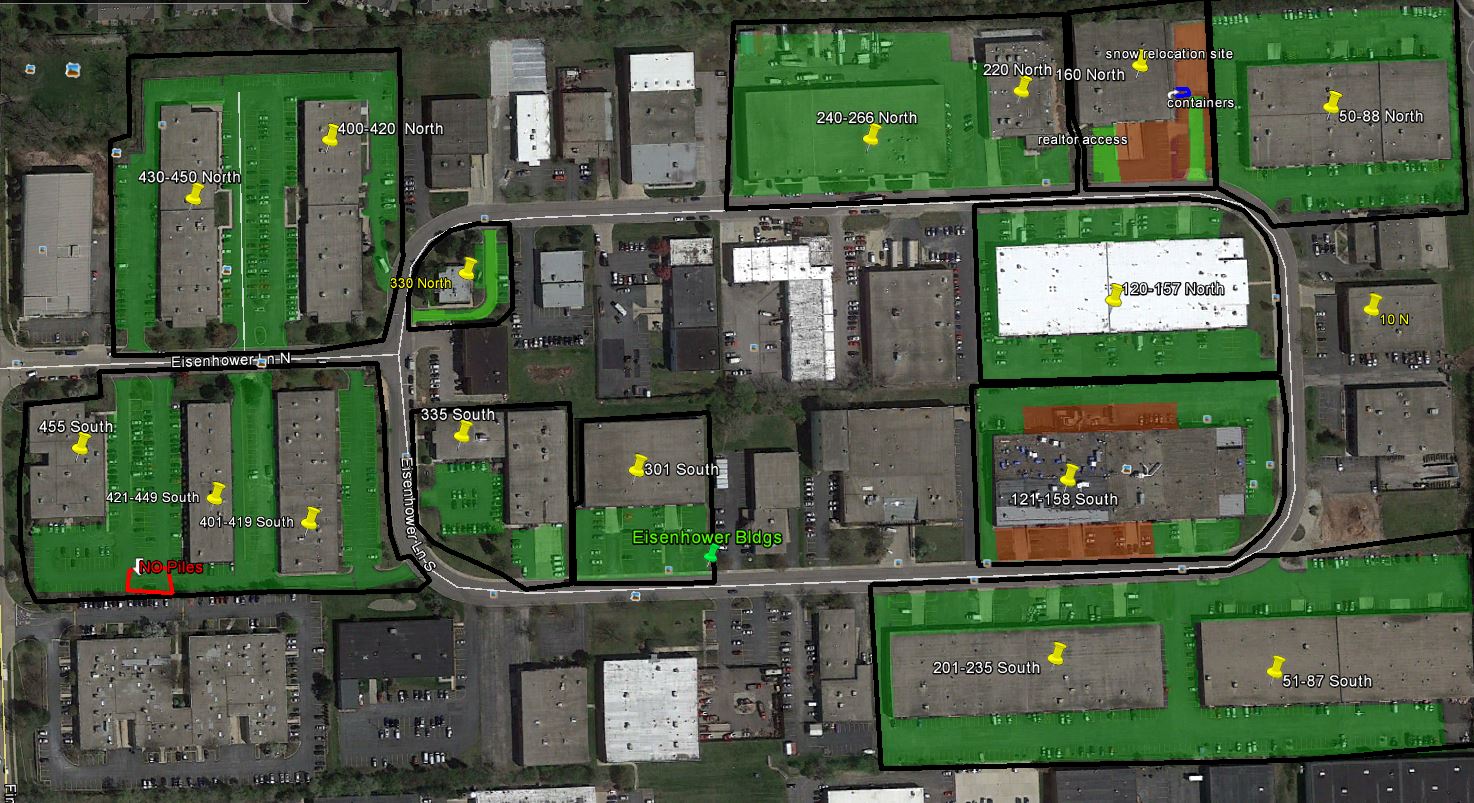 snow relocation site
220 North
160 North
containers
50-88 North
240-266 North
400-420 North
realtor access
430-450 North
330 North
120-157 North
10 N
Eisenhower Ln N
335 South
455 South
301 South
421-449 South
401-419 South
121-158 South
Eisenhower Ln S
Eisenhower Bldgs
NO Piles
201-235 South
51-87 South